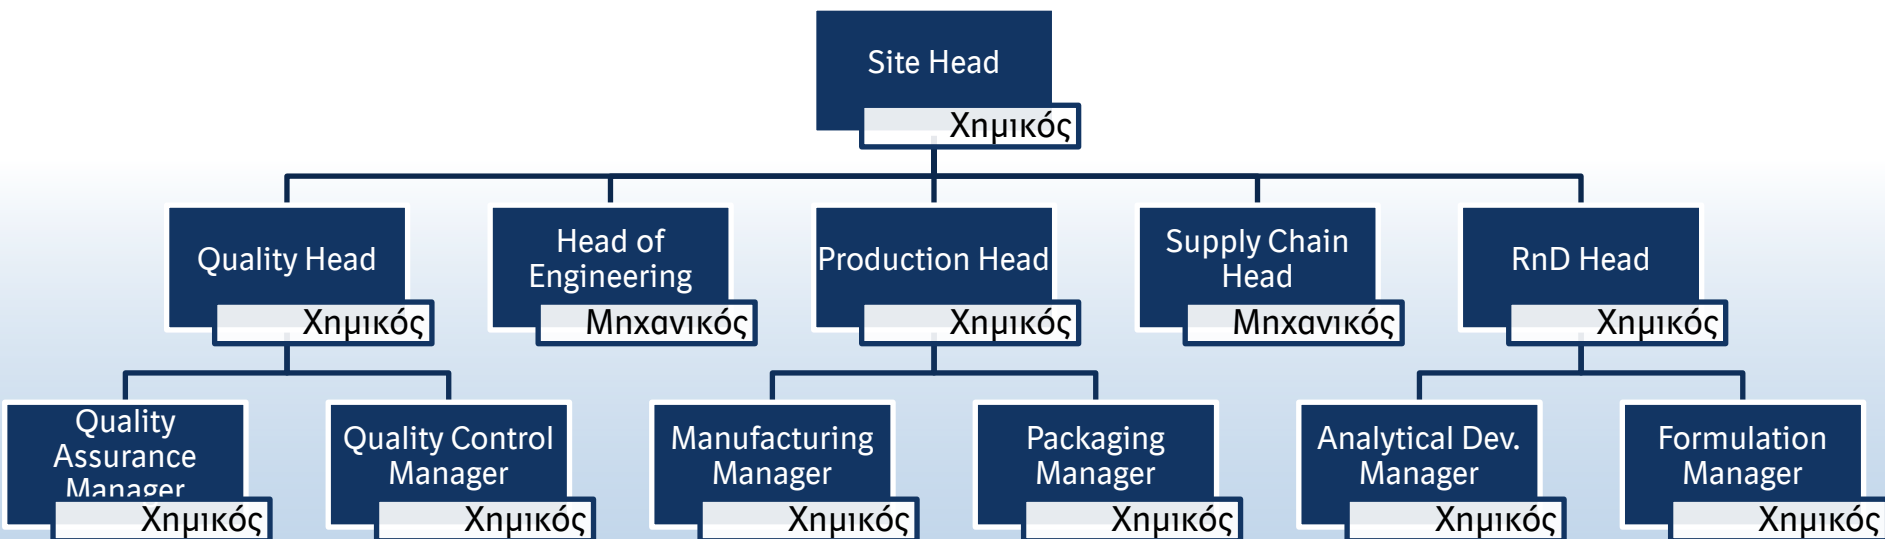 Site Head
Χημικός
Quality Head
Χημικός
Head of
Engineering
Μηχανικός
Production Head
Χημικός
Supply Chain
Head
Μηχανικός
RnD Head
Χημικός
Quality
Assurance
Manager
Χημικός
Quality Control
Manager
Χημικός
Manufacturing
Manager
Χημικός
Packaging
Manager
Χημικός
Analytical Dev.
Manager
Χημικός
Formulation
Manager
Χημικός